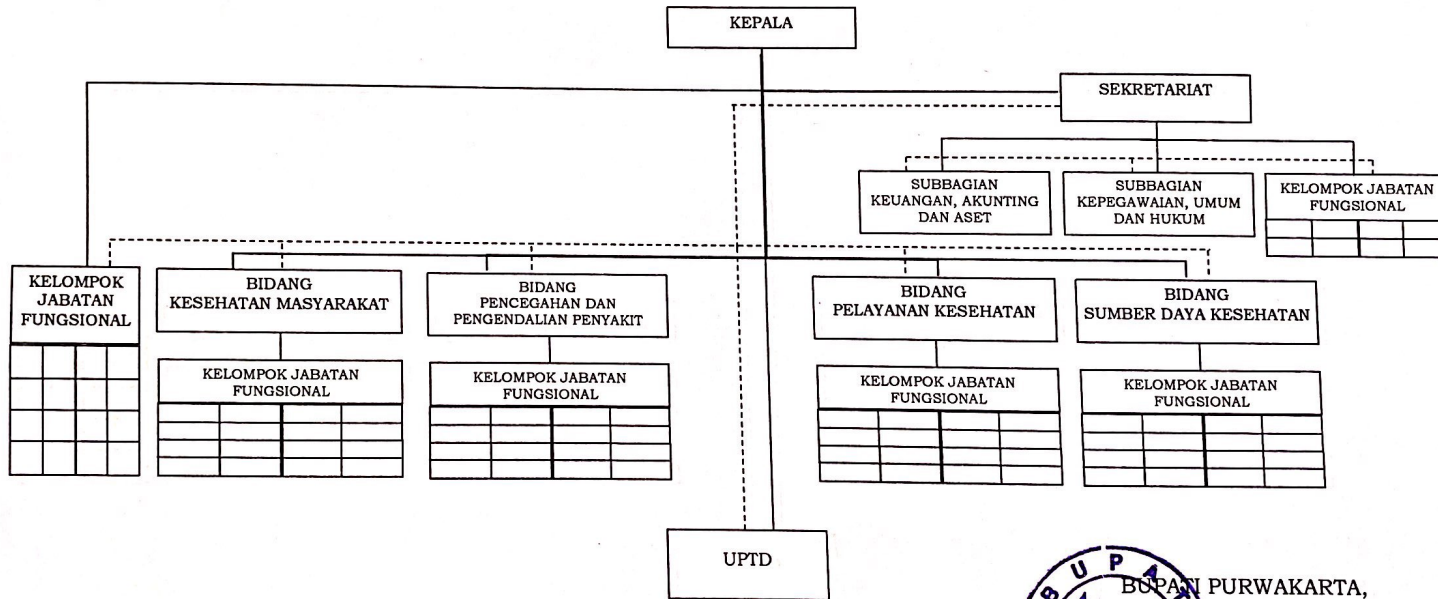 KEPALA
SEKRETARIAT
SUBBAGIAN
KEUANGAN, AKUNTING
DAN ASET
SUBBAGIAN
KEPEGAWAIAN, UMUM
DAN HUKUM
KELOMPOK JABATAN
FUNGSIONAL
KELOMPOK
JABATAN
FUNGSIONAL
BIDANG
KESEHATAN MASYARAKAT
BIDANG
PENCEGAHAN DAN
PENGENDALIAN PENYAKIT
BIDANG
PELAYANAN KESEHATAN
BIDANG
SUMBER DAYA KESEHATAN
KELOMPOK JABATAN
FUNGSIONAL
KELOMPOK JABATAN
FUNGSIONAL
KELOMPOK JABATAN
FUNGSIONAL
KELOMPOK JABATAN
FUNGSIONAL
UPTD
BUPATI PURWAKARTA,